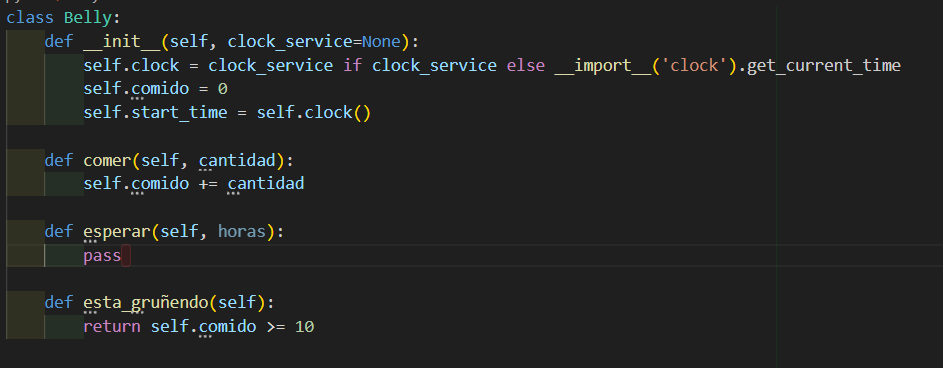 class Belly:
    def __init__(self, clock_service=None):
        self.clock = clock_service if clock_service else __import__('clock').get_current_time
        self.comido = 0
        self.start_time = self.clock()

    def comer(self, cantidad):
        self.comido += cantidad

    def esperar(self, horas):
        pass

    def esta_gruñendo(self):
        return self.comido >= 10